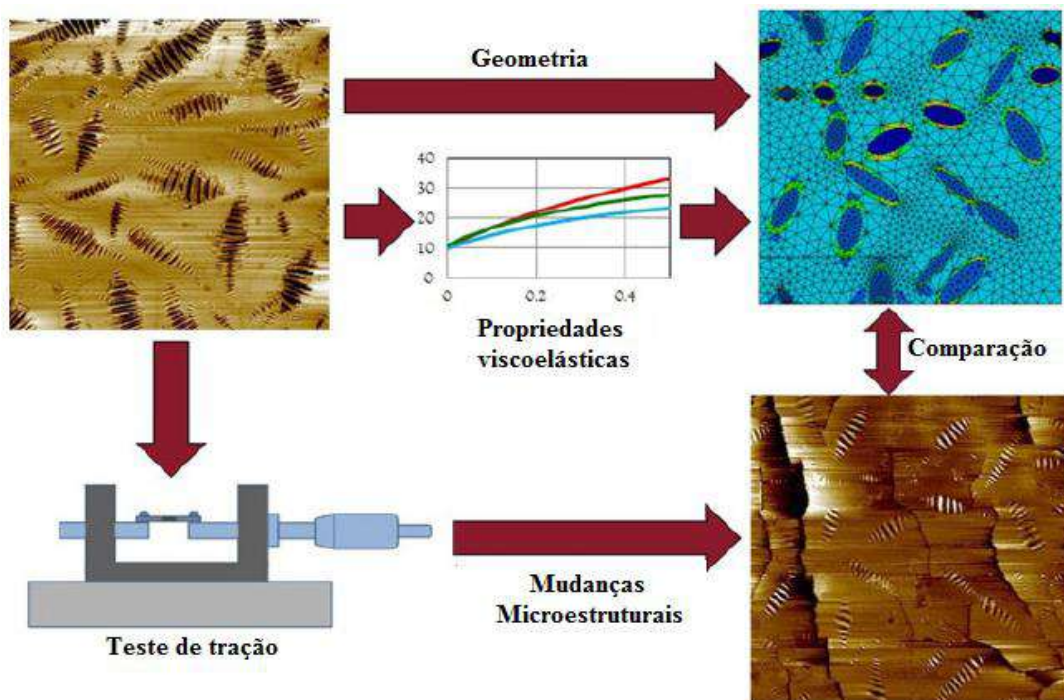 Geometria
40
30
20
10
0
0
0.2
0.4
Propriedades
viscoelásticas
Comparação
Teste de tração
Mudanças
Microestruturais